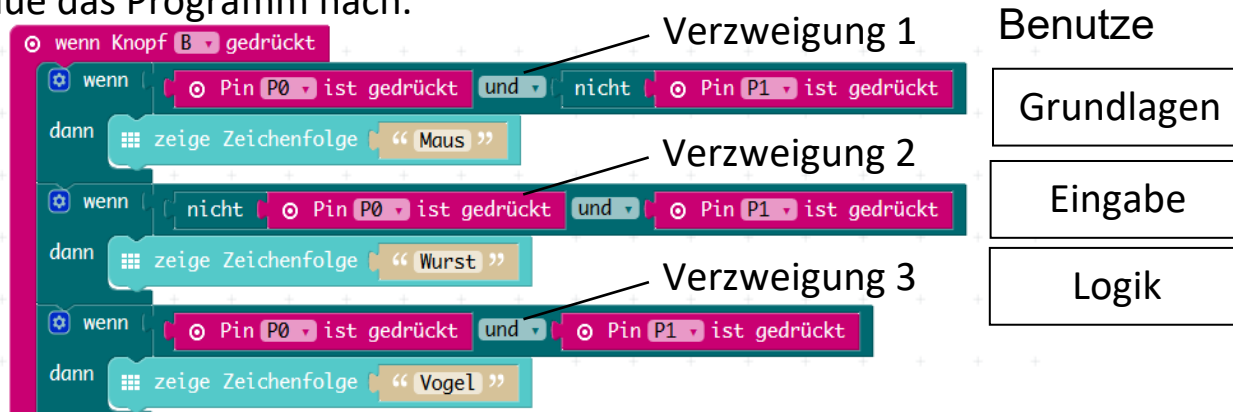 das Programm nach.
Verzweigung 1
Benutze
wenn Knopf B gedrückt
wenn Pin P0 ist gedrückt und nicht Pin P1 ist gedrückt
Grundlagen
dann zeige Zeichenfolge “ Maus ”
Verzweigung 2
wenn nicht Pin P0 ist gedrückt und Pin P1 ist gedrückt
Eingabe
dann zeige Zeichenfolge “ Wurst ”
Verzweigung 3
Logik
wenn Pin P0 ist gedrückt und Pin P1 ist gedrückt
dann zeige Zeichenfolge “ Vogel ”